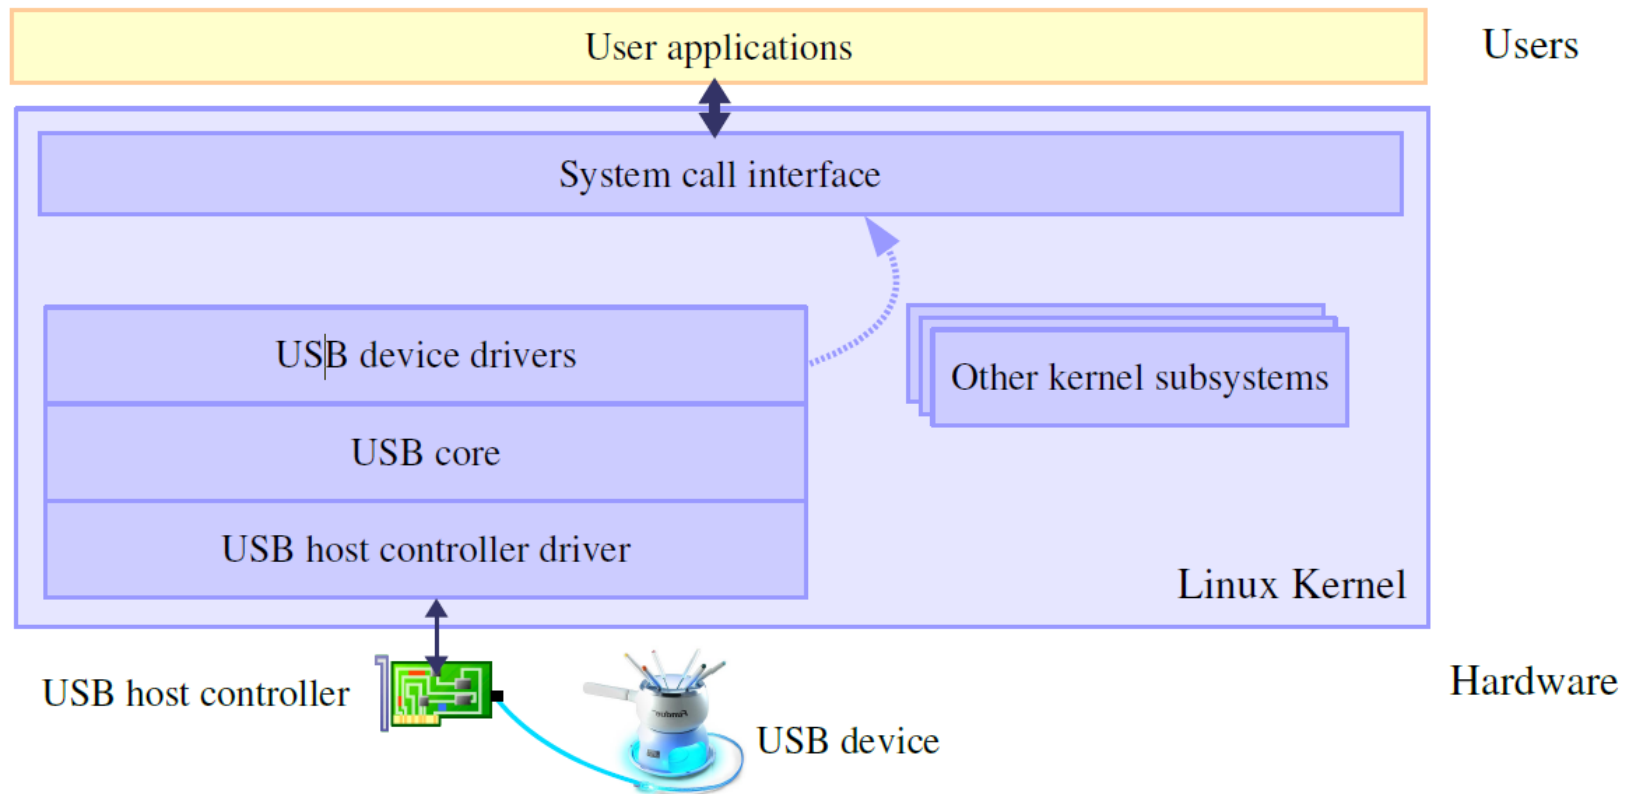 User applications
Users
System call interface
USB device drivers
Other kernel subsystems
USB core
USB host controller driver
Linux Kernel
USB host controller
Hardware
USB device